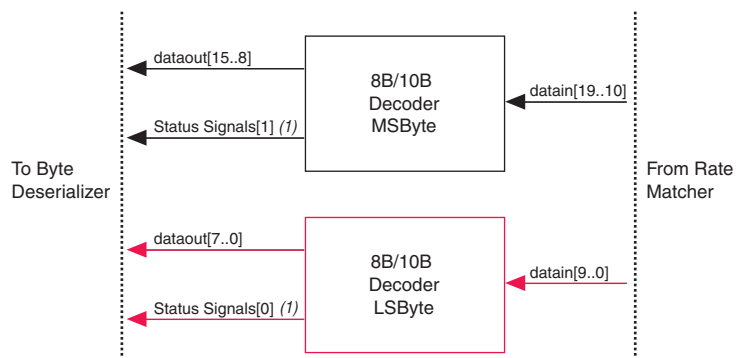 dataout[15..8]
8B/10B
Decoder
MSByte
datain[19..10]
Status Signals[1] (1)
To Byte
Deserializer
From Rate
Matcher
dataout[7..0]
8B/10B
Decoder
LSByte
datain[9..0]
Status Signals[0] (1)